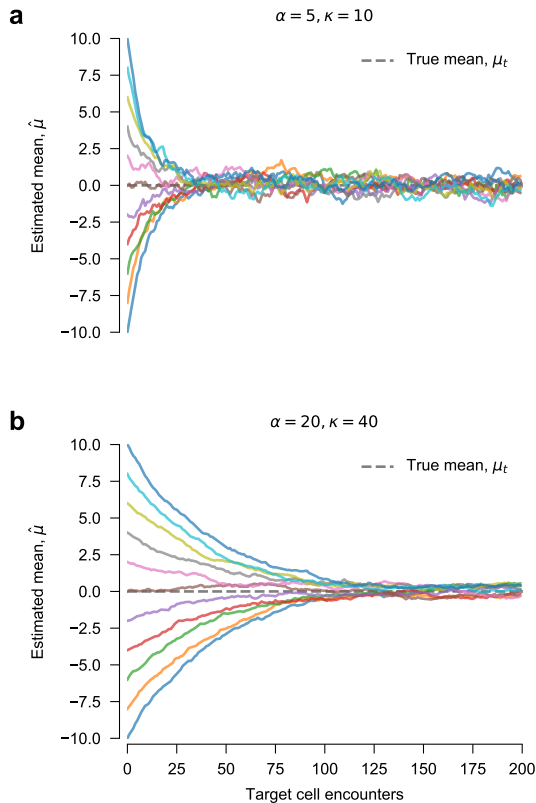 a
α = 5, κ = 10
True mean, μt
10.0
7.5
5.0
2.5
0.0
−2.5
−5.0
−7.5
−10.0
Estimated mean, μ̂
b
α = 20, κ = 40
True mean, μt
10.0
7.5
5.0
2.5
0.0
−2.5
−5.0
−7.5
−10.0
Estimated mean, μ̂
0 25 50 75 100 125 150 175 200
Target cell encounters